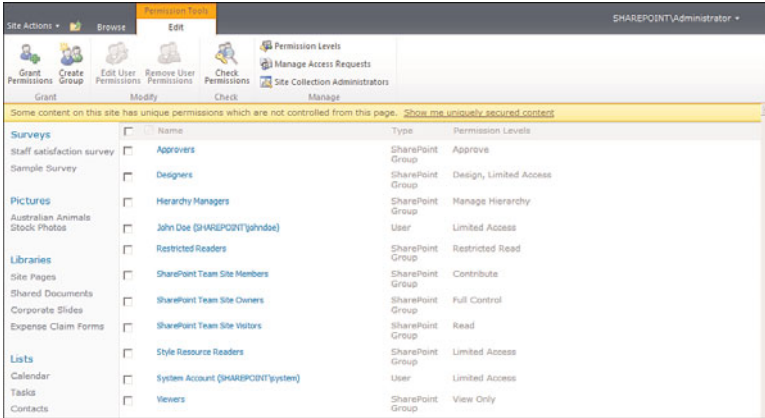 Permission Tools
SHAREPOINT\Administrator
Site Actions Browse Edit
Grant Permissions
Create Group
Edit User Permissions
Remove User Permissions
Check Permissions
Permission Levels
Manage Access Requests
Site Collection Administrators
Grant Modify Check Manage
Some content on this site has unique permissions which are not controlled from this page. Show me uniquely secured content
Surveys
Staff satisfaction survey
Sample Survey
Pictures
Australian Animals
Stock Photos
Libraries
Site Pages
Shared Documents
Corporate Slides
Expense Claim Forms
Lists
Calendar
Tasks
Contacts
Name Type Permission Levels
Approvers SharePoint Group Approve
Designers SharePoint Group Design, Limited Access
Hierarchy Managers SharePoint Group Manage Hierarchy
John Doe (SHAREPOINT\johndoe) User Limited Access
Restricted Readers SharePoint Group Restricted Read
SharePoint Team Site Members SharePoint Group Contribute
SharePoint Team Site Owners SharePoint Group Full Control
SharePoint Team Site Visitors SharePoint Group Read
Style Resource Readers SharePoint Group Limited Access
System Account (SHAREPOINT\system) User Limited Access
Viewers SharePoint Group View Only